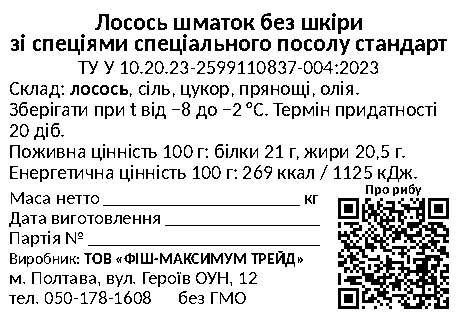 Лосось шматок без шкіри
зі спеціями спеціального посолу стандарт
ТУ У 10.20.23-2599110837-004:2023
Склад: лосось, сіль, цукор, прянощі, олія.
Зберігати при t від −8 до −2 °С. Термін придатності
20 діб.
Поживна цінність 100 г: білки 21 г, жири 20,5 г.
Енергетична цінність 100 г: 269 ккал / 1125 кДж.
Про рибу
Маса нетто ____________________ кг
Дата виготовлення ________________
Партія № ________________________
Виробник: ТОВ «ФІШ-МАКСИМУМ ТРЕЙД»
м. Полтава, вул. Героїв ОУН, 12
тел. 050-178-1608 без ГМО